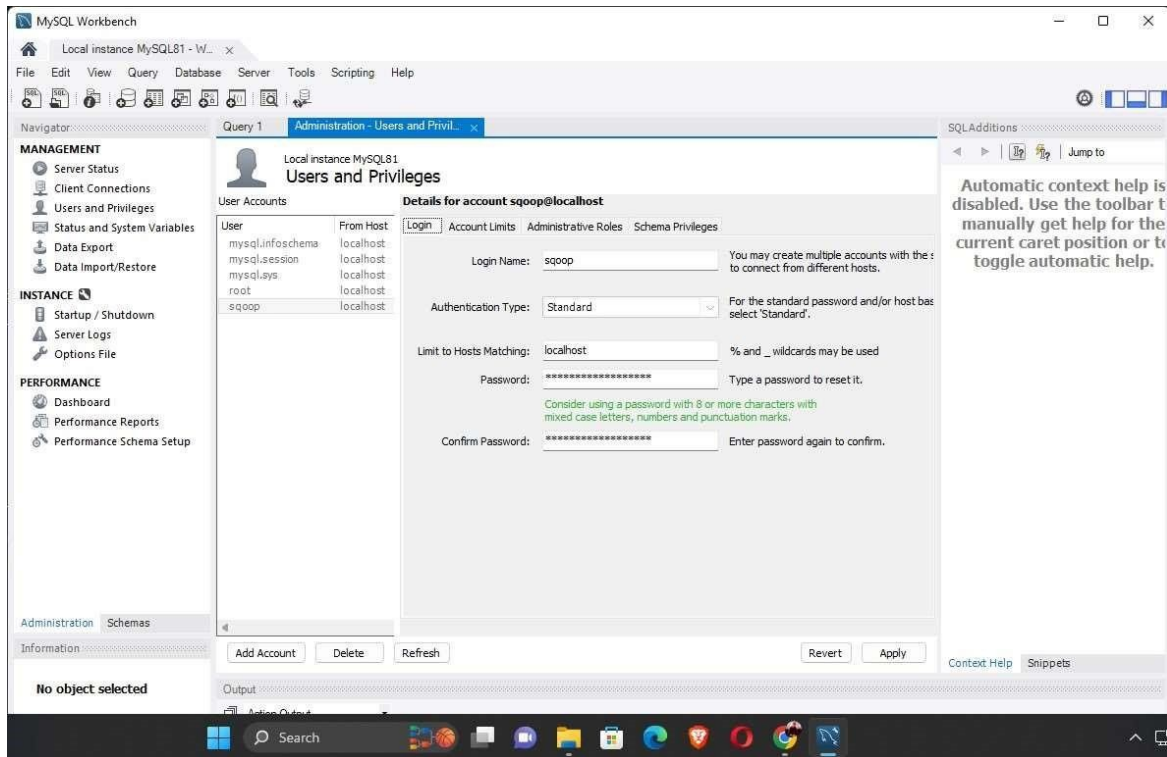 MySQL Workbench
Local instance MySQL81 - W...
File Edit View Query Database Server Tools Scripting Help
Navigator
Query 1
Administration - Users and Privil...
SQLAdditions
MANAGEMENT
Server Status
Client Connections
Users and Privileges
Status and System Variables
Data Export
Data Import/Restore
INSTANCE
Startup / Shutdown
Server Logs
Options File
PERFORMANCE
Dashboard
Performance Reports
Performance Schema Setup
Administration Schemas
Information
No object selected
Local instance MySQL81
Users and Privileges
User Accounts
User From Host
mysql.infoschema localhost
mysql.session localhost
mysql.sys localhost
root localhost
sqoop localhost
Add Account Delete Refresh
Details for account sqoop@localhost
Login Account Limits Administrative Roles Schema Privileges
Login Name: sqoop
You may create multiple accounts with the s
to connect from different hosts.
Authentication Type: Standard
For the standard password and/or host bas
select 'Standard'.
Limit to Hosts Matching: localhost
% and _ wildcards may be used
Password: ******************
Type a password to reset it.
Consider using a password with 8 or more characters with
mixed case letters, numbers and punctuation marks.
Confirm Password: ******************
Enter password again to confirm.
Revert Apply
Jump to
Automatic context help is
disabled. Use the toolbar t
manually get help for the
current caret position or to
toggle automatic help.
Context Help Snippets
Output
Action Output
Search